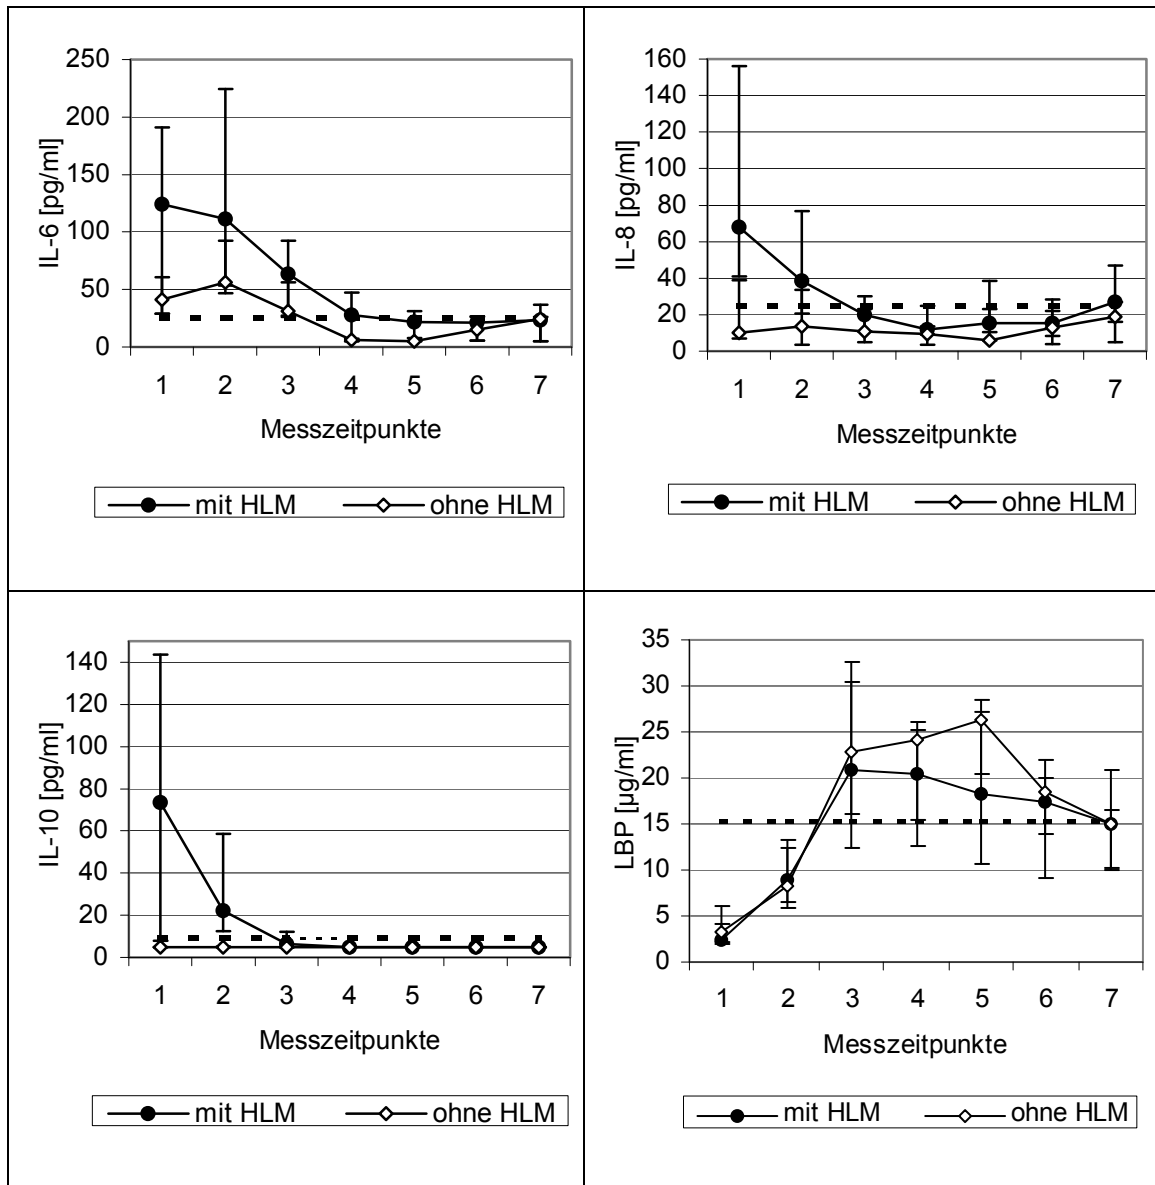 IL-6 [pg/ml]
250
200
150
100
50
0
1 2 3 4 5 6 7
Messzeitpunkte
mit HLM ohne HLM
IL-8 [pg/ml]
160
140
120
100
80
60
40
20
0
1 2 3 4 5 6 7
Messzeitpunkte
mit HLM ohne HLM
IL-10 [pg/ml]
140
120
100
80
60
40
20
0
1 2 3 4 5 6 7
Messzeitpunkte
mit HLM ohne HLM
LBP [µg/ml]
35
30
25
20
15
10
5
0
1 2 3 4 5 6 7
Messzeitpunkte
mit HLM ohne HLM